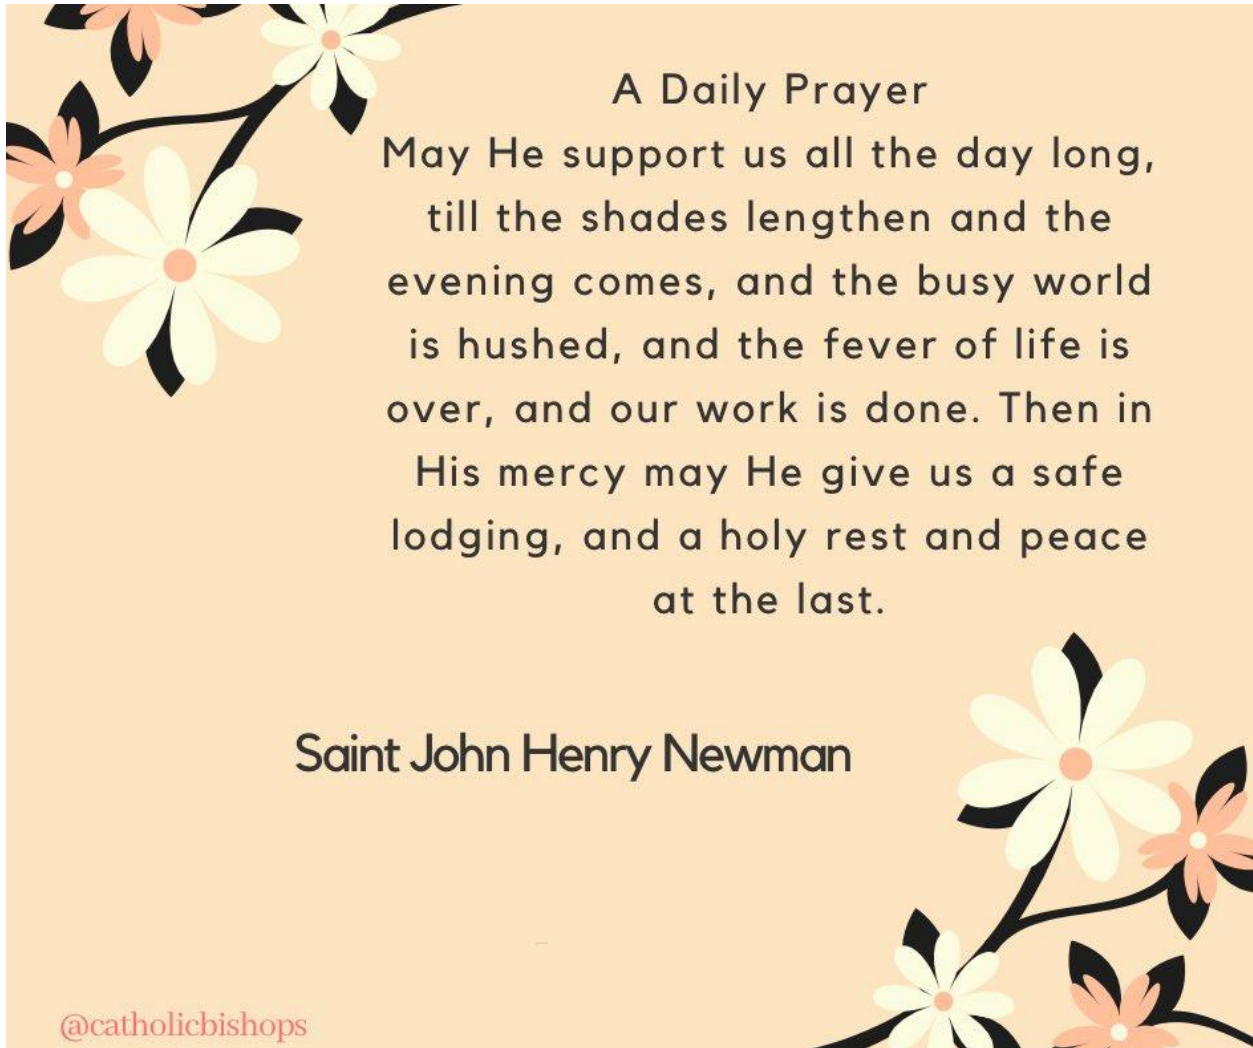 A Daily Prayer
May He support us all the day long,
till the shades lengthen and the
evening comes, and the busy world
is hushed, and the fever of life is
over, and our work is done. Then in
His mercy may He give us a safe
lodging, and a holy rest and peace
at the last.
Saint John Henry Newman
@catholicbishops